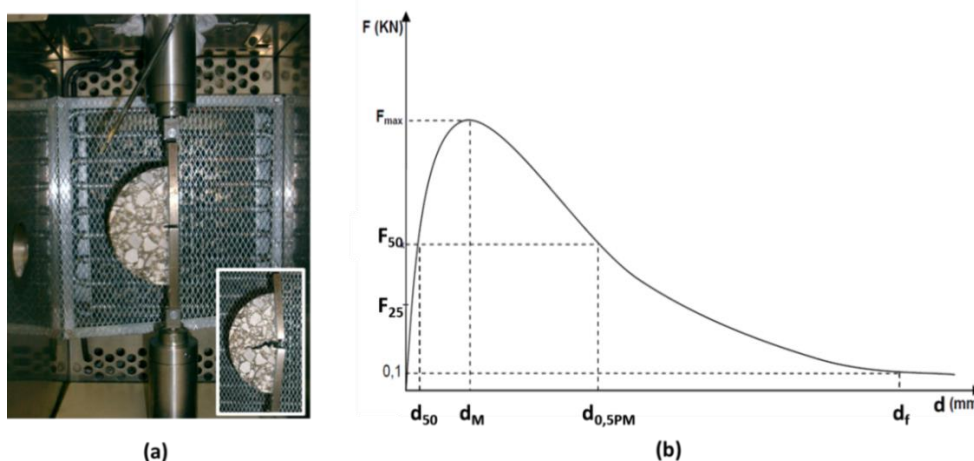 F (KN)
Fmax
F50
F25
0,1
d50
dM
d0,5PM
df
d (mm
(a)
(b)